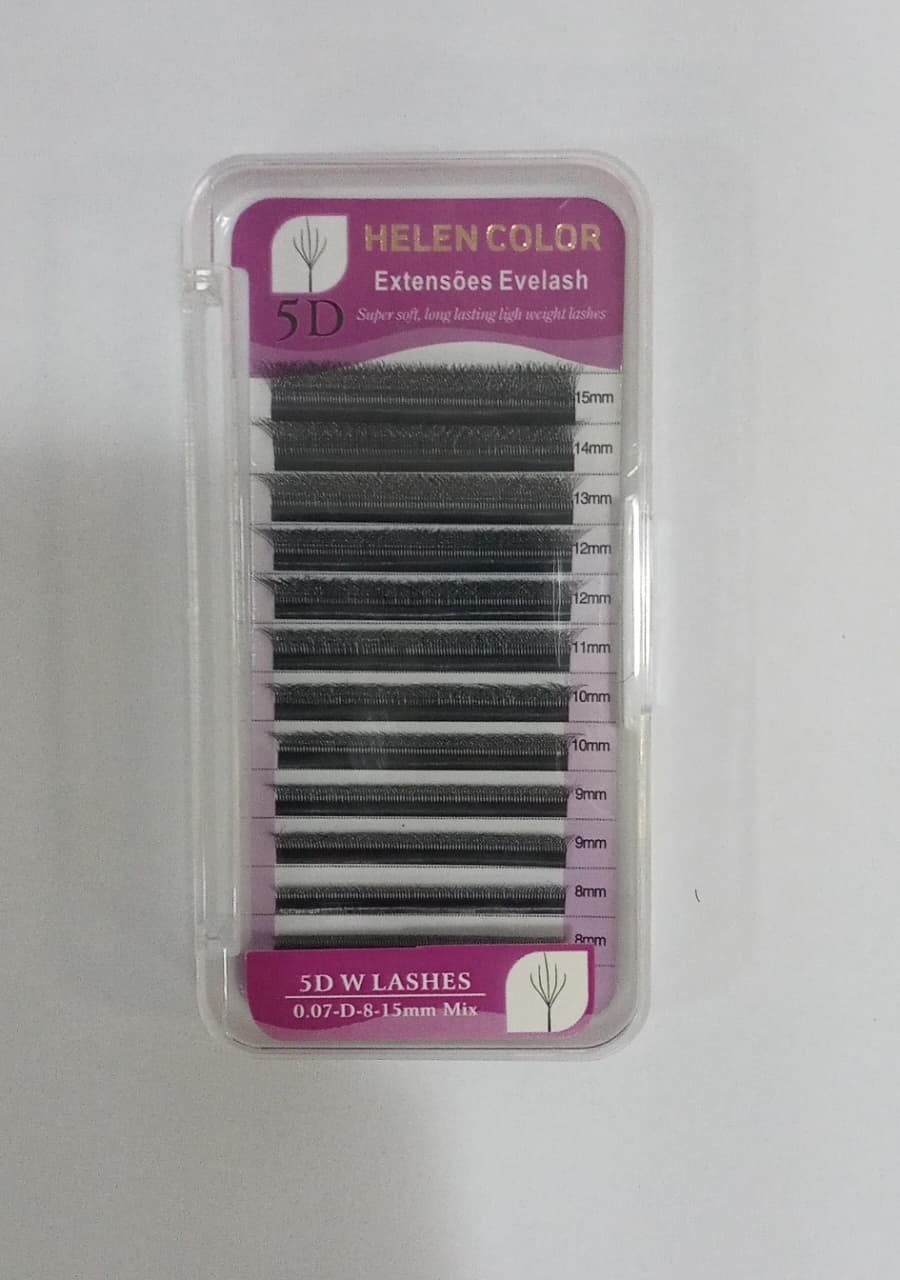 HELEN COLOR
Extensões Evelash
5D
Super soft, long lasting ligh weight lashes
15mm
14mm
13mm
12mm
12mm
11mm
10mm
10mm
9mm
9mm
8mm
8mm
5D W LASHES
0.07-D-8-15mm Mix